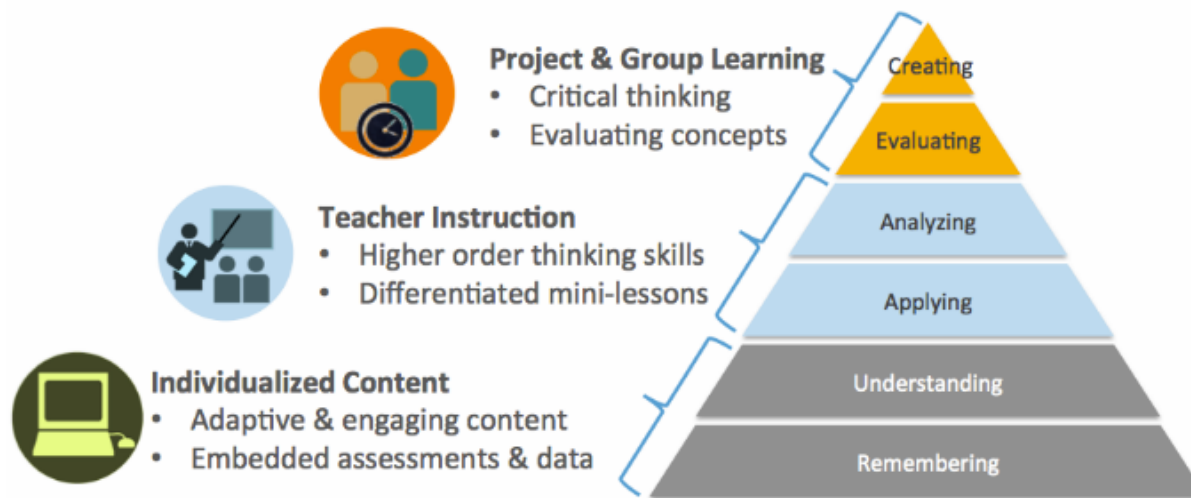 Project & Group Learning
• Critical thinking
• Evaluating concepts
Teacher Instruction
• Higher order thinking skills
• Differentiated mini-lessons
Individualized Content
• Adaptive & engaging content
• Embedded assessments & data
Creating
Evaluating
Analyzing
Applying
Understanding
Remembering